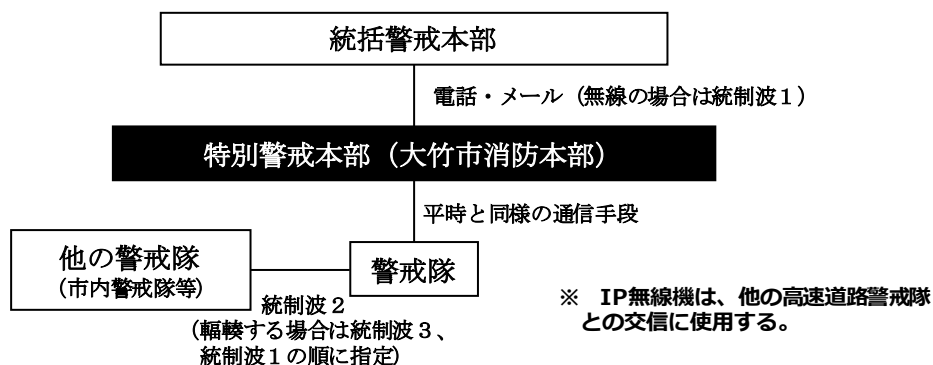 統括警戒本部
電話・メール（無線の場合は統制波１）
特別警戒本部（大竹市消防本部）
平時と同様の通信手段
他の警戒隊
（市内警戒隊等）
警戒隊
統制波２
（輻輳する場合は統制波３、
統制波１の順に指定）
※　IP無線機は、他の高速道路警戒隊
との交信に使用する。